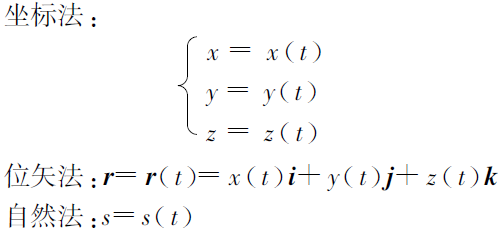 坐标法:
x = x(t)
y = y(t)
z = z(t)
位矢法:r= r(t)= x(t)i+ y(t)j+ z(t)k
自然法:s= s(t)